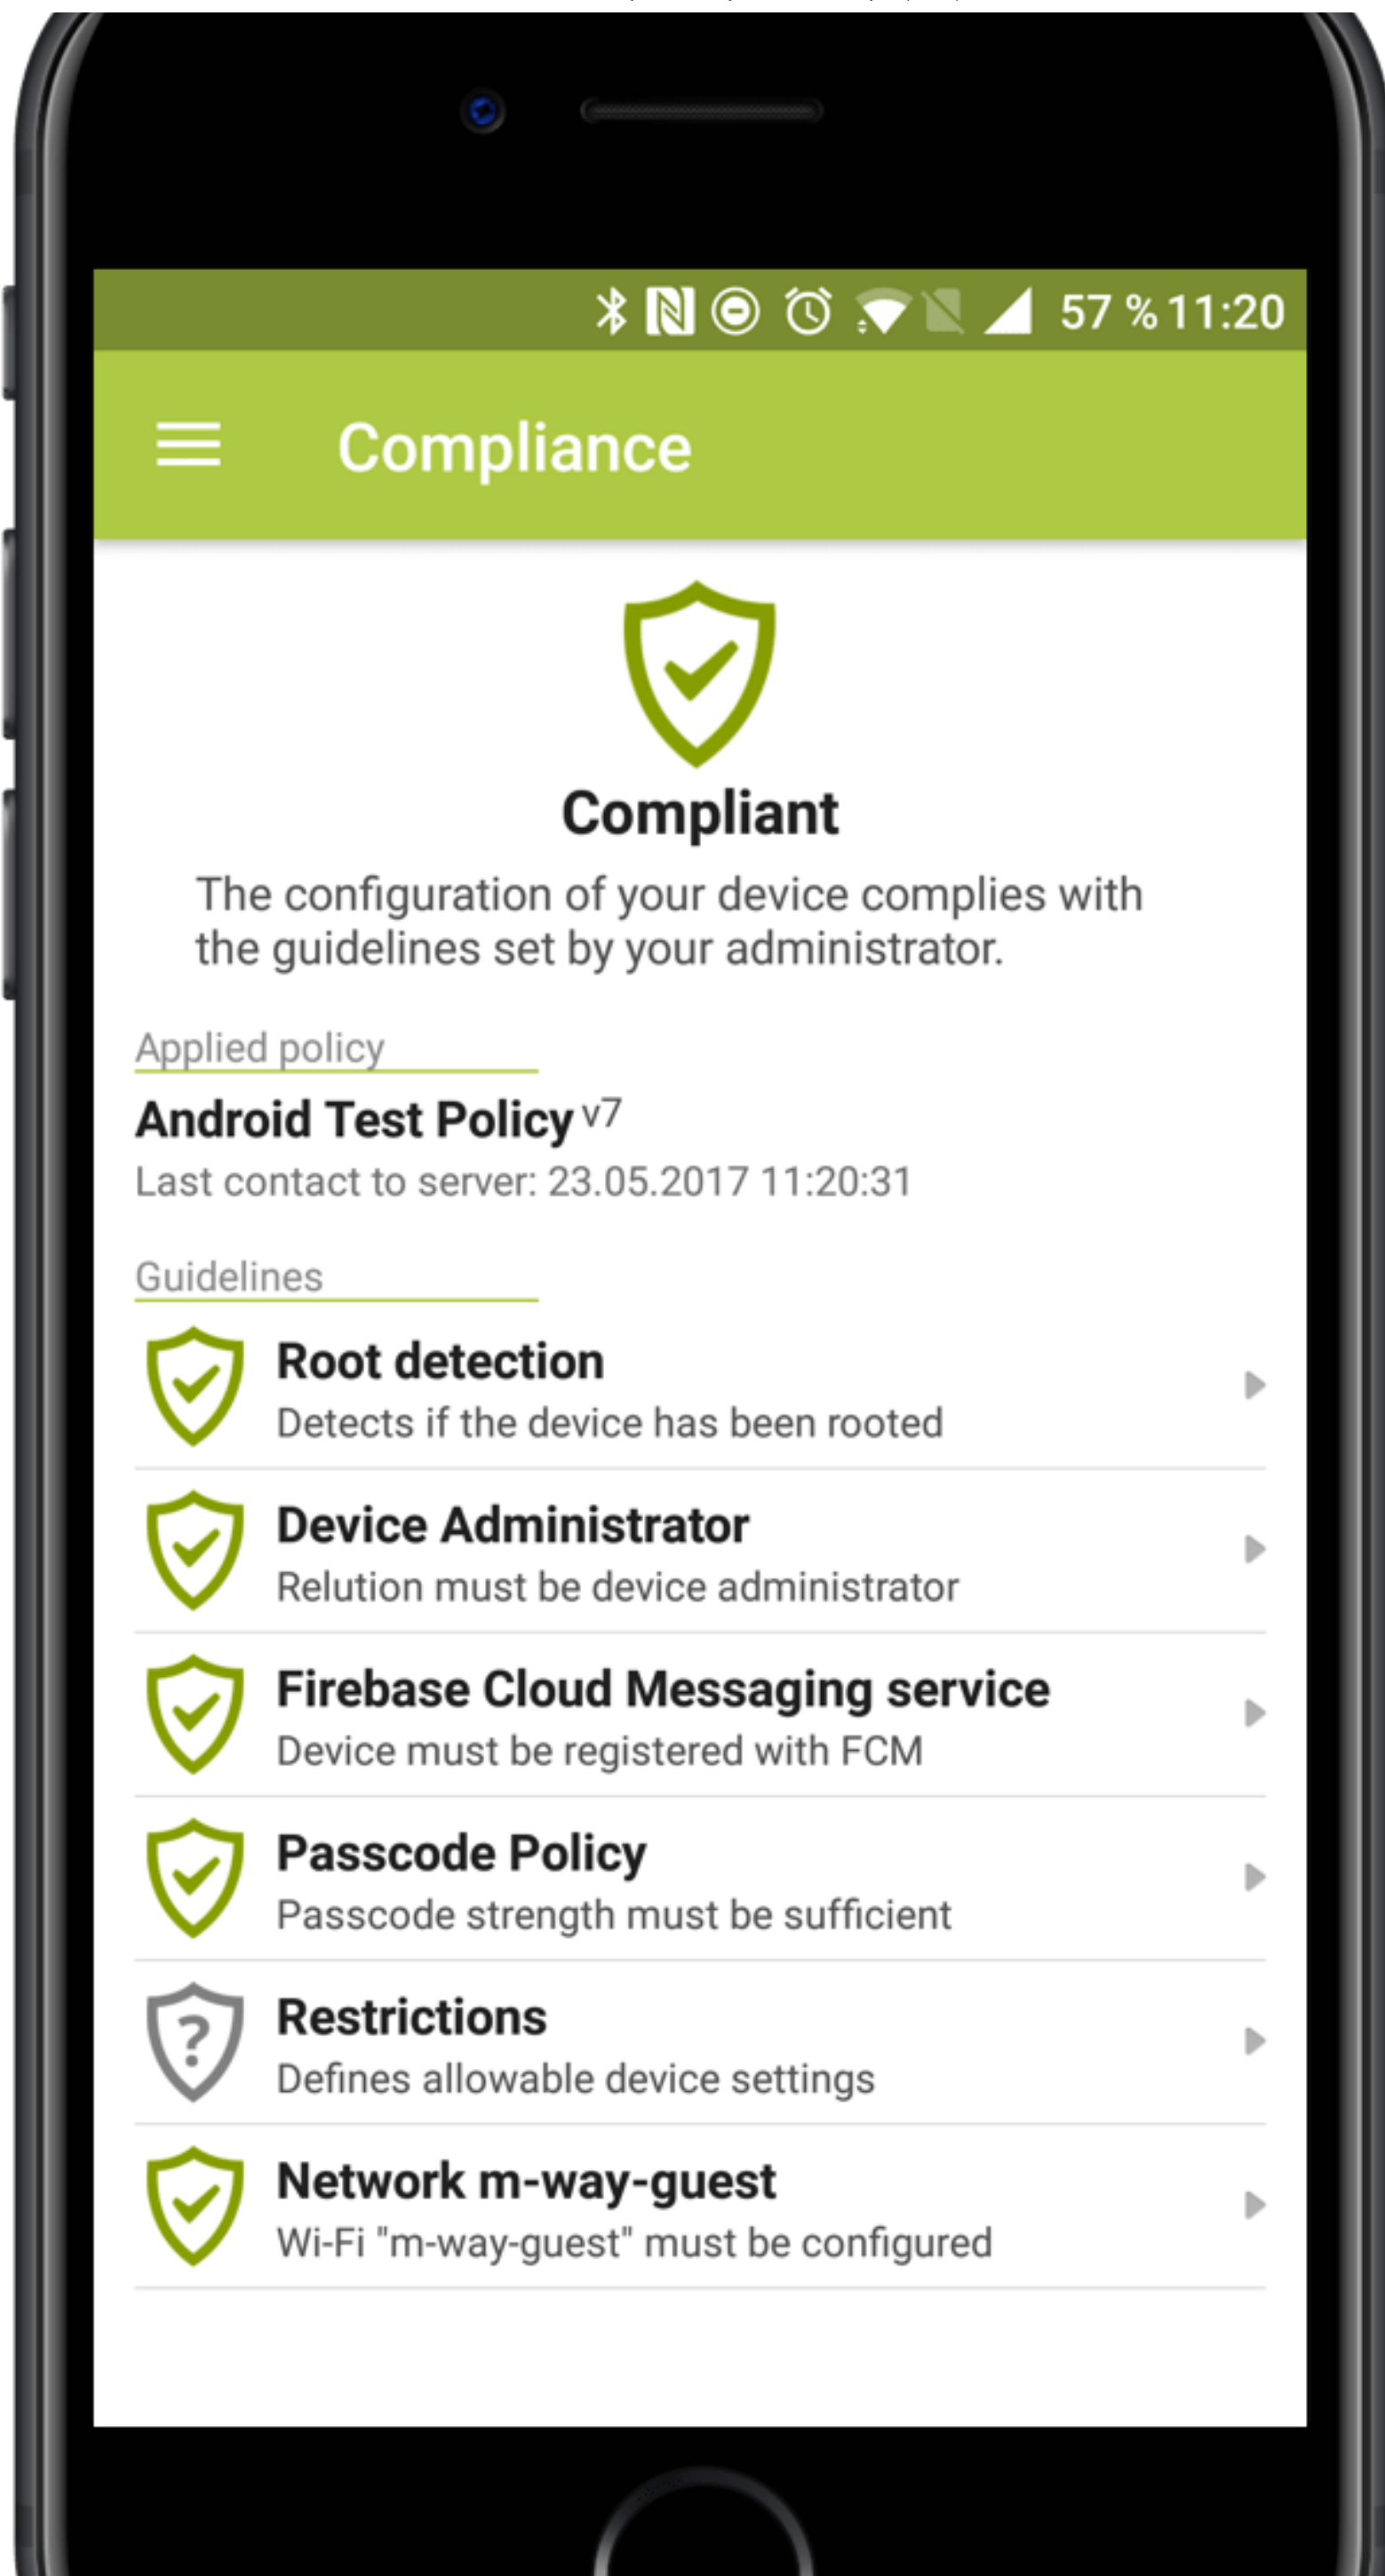 57 % 11:20
Compliance
Compliant
The configuration of your device complies with
the guidelines set by your administrator.
Applied policy
Android Test Policy v7
Last contact to server: 23.05.2017 11:20:31
Guidelines
Root detection
Detects if the device has been rooted
Device Administrator
Relution must be device administrator
Firebase Cloud Messaging service
Device must be registered with FCM
Passcode Policy
Passcode strength must be sufficient
?
Restrictions
Defines allowable device settings
Network m-way-guest
Wi-Fi "m-way-guest" must be configured